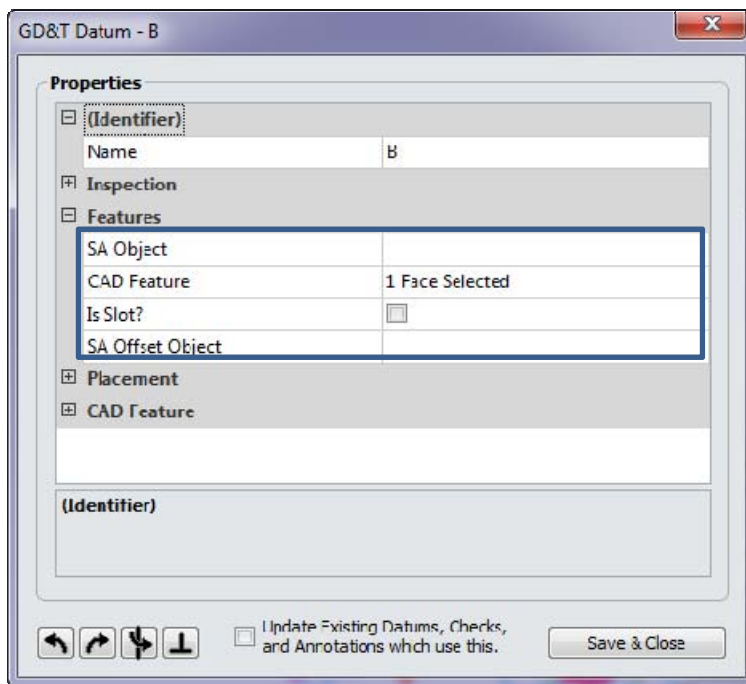 GD&T Datum - B
Properties
(Identifier)
Name B
Inspection
Features
SA Object
CAD Feature 1 Face Selected
Is Slot?
SA Offset Object
Placement
CAD Feature
(Identifier)
Update Existing Datums, Checks,
and Annotations which use this.
Save & Close